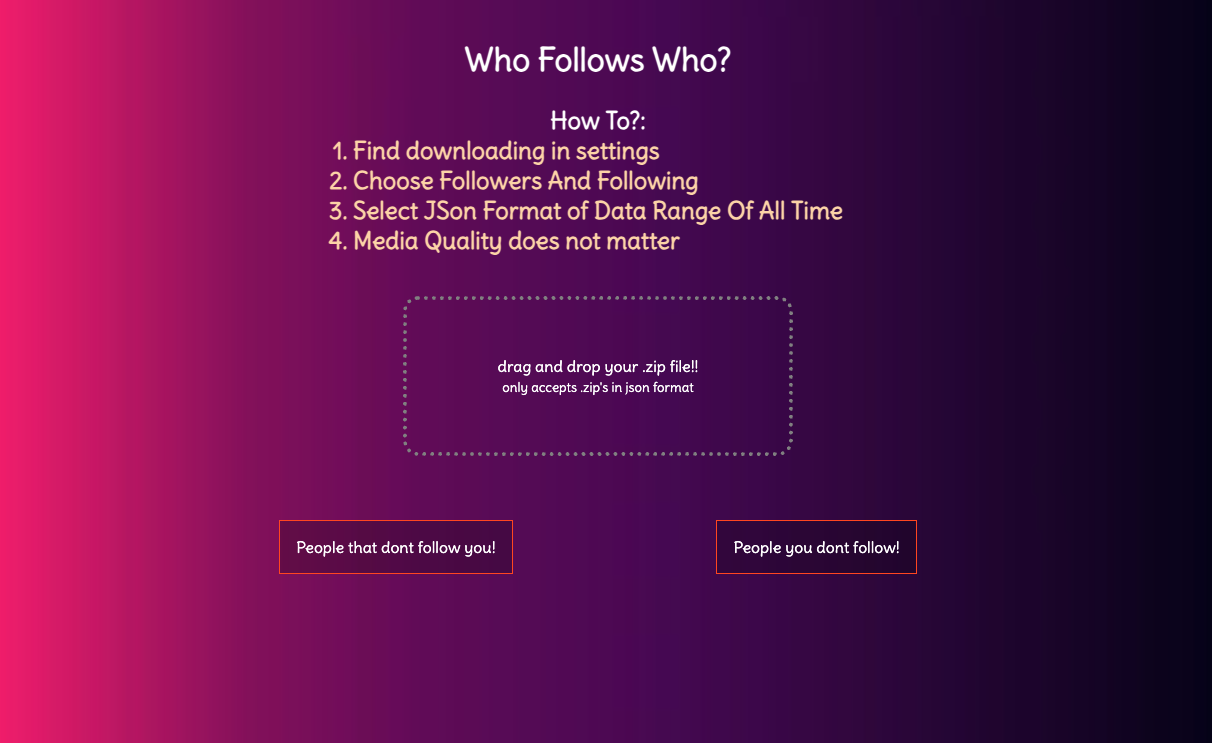 Who Follows Who?
How To?:
1. Find downloading in settings
2. Choose Followers And Following
3. Select JSon Format of Data Range Of All Time
4. Media Quality does not matter
drag and drop your .zip file!!
only accepts .zip's in json format
People that dont follow you!
People you dont follow!